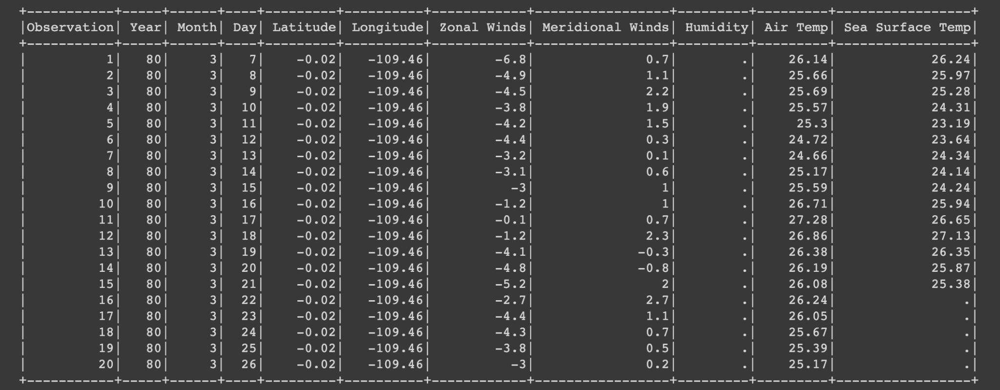 +-----------+-----+------+----+---------+----------+------------+-----------------+---------+---------+-----------------+
|Observation| Year| Month| Day| Latitude| Longitude| Zonal Winds| Meridional Winds| Humidity| Air Temp| Sea Surface Temp|
+-----------+-----+------+----+---------+----------+------------+-----------------+---------+---------+-----------------+
|          1|   80|     3|   7|    -0.02|   -109.46|        -6.8|              0.7|        .|    26.14|            26.24|
|          2|   80|     3|   8|    -0.02|   -109.46|        -4.9|              1.1|        .|    25.66|            25.97|
|          3|   80|     3|   9|    -0.02|   -109.46|        -4.5|              2.2|        .|    25.69|            25.28|
|          4|   80|     3|  10|    -0.02|   -109.46|        -3.8|              1.9|        .|    25.57|            24.31|
|          5|   80|     3|  11|    -0.02|   -109.46|        -4.2|              1.5|        .|     25.3|            23.19|
|          6|   80|     3|  12|    -0.02|   -109.46|        -4.4|              0.3|        .|    24.72|            23.64|
|          7|   80|     3|  13|    -0.02|   -109.46|        -3.2|              0.1|        .|    24.66|            24.34|
|          8|   80|     3|  14|    -0.02|   -109.46|        -3.1|              0.6|        .|    25.17|            24.14|
|          9|   80|     3|  15|    -0.02|   -109.46|          -3|                1|        .|    25.59|            24.24|
|         10|   80|     3|  16|    -0.02|   -109.46|        -1.2|                1|        .|    26.71|            25.94|
|         11|   80|     3|  17|    -0.02|   -109.46|        -0.1|              0.7|        .|    27.28|            26.65|
|         12|   80|     3|  18|    -0.02|   -109.46|        -1.2|              2.3|        .|    26.86|            27.13|
|         13|   80|     3|  19|    -0.02|   -109.46|        -4.1|             -0.3|        .|    26.38|            26.35|
|         14|   80|     3|  20|    -0.02|   -109.46|        -4.8|             -0.8|        .|    26.19|            25.87|
|         15|   80|     3|  21|    -0.02|   -109.46|        -5.2|                2|        .|    26.08|            25.38|
|         16|   80|     3|  22|    -0.02|   -109.46|        -2.7|              2.7|        .|    26.24|                .|
|         17|   80|     3|  23|    -0.02|   -109.46|        -4.4|              1.1|        .|    26.05|                .|
|         18|   80|     3|  24|    -0.02|   -109.46|        -4.3|              0.7|        .|    25.67|                .|
|         19|   80|     3|  25|    -0.02|   -109.46|        -3.8|              0.5|        .|    25.39|                .|
|         20|   80|     3|  26|    -0.02|   -109.46|          -3|              0.2|        .|    25.17|                .|
+-----------+-----+------+----+---------+----------+------------+-----------------+---------+---------+-----------------+